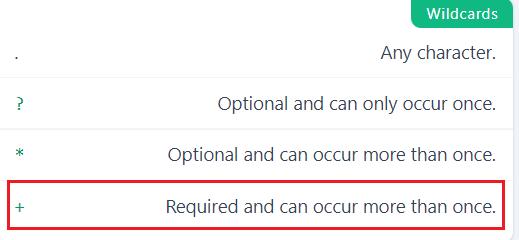 Wildcards
. Any character.
? Optional and can only occur once.
* Optional and can occur more than once.
+ Required and can occur more than once.